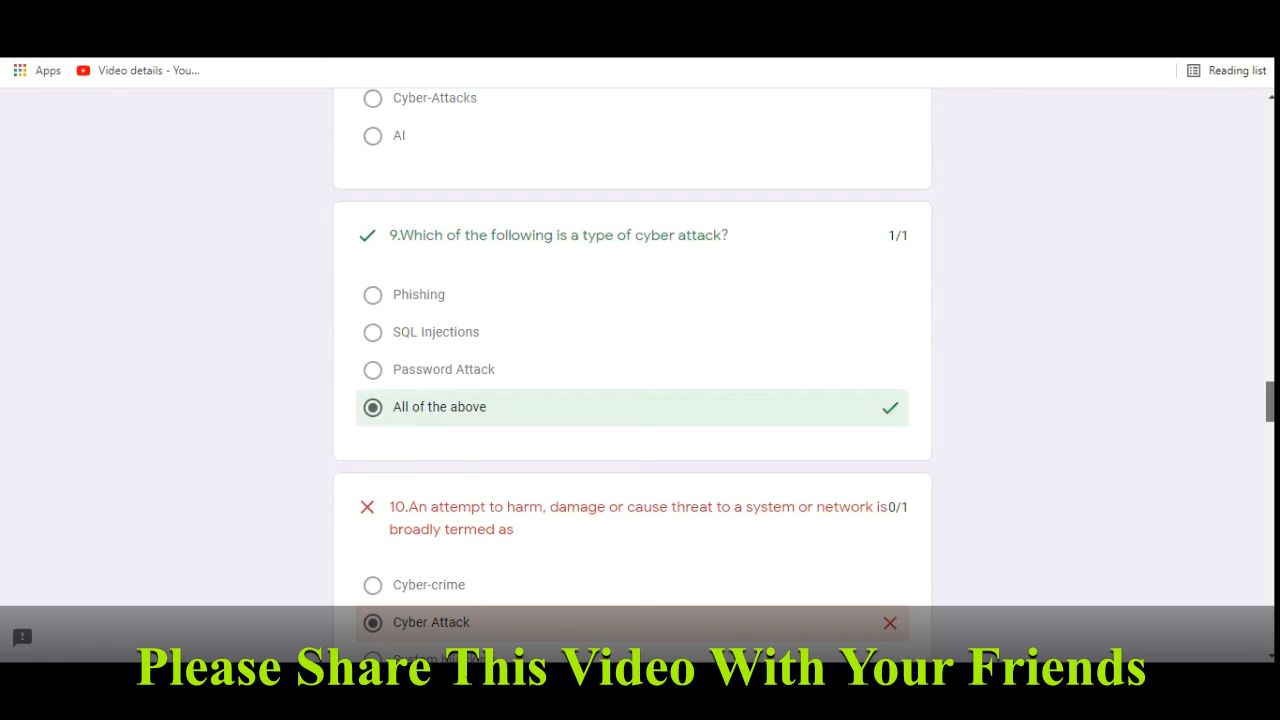 Apps Video details - You... Reading list
Cyber-Attacks
AI
9.Which of the following is a type of cyber attack? 1/1
Phishing
SQL Injections
Password Attack
All of the above
10.An attempt to harm, damage or cause threat to a system or network is 0/1
broadly termed as
Cyber-crime
Cyber Attack
Please Share This Video With Your Friends